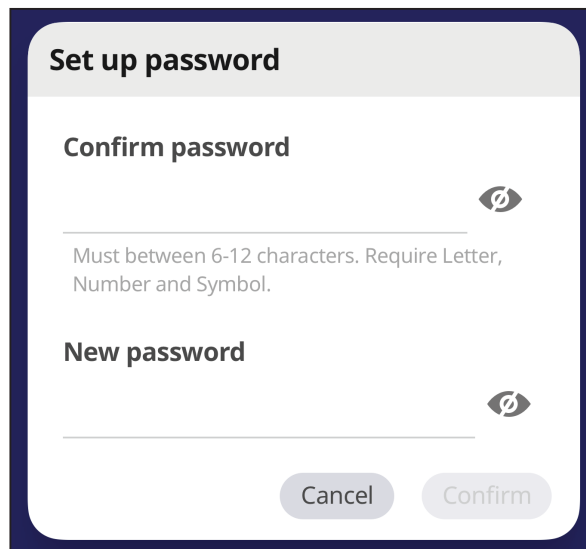 Set up password
Confirm password
Must between 6-12 characters. Require Letter,
Number and Symbol.
New password
Cancel
Confirm